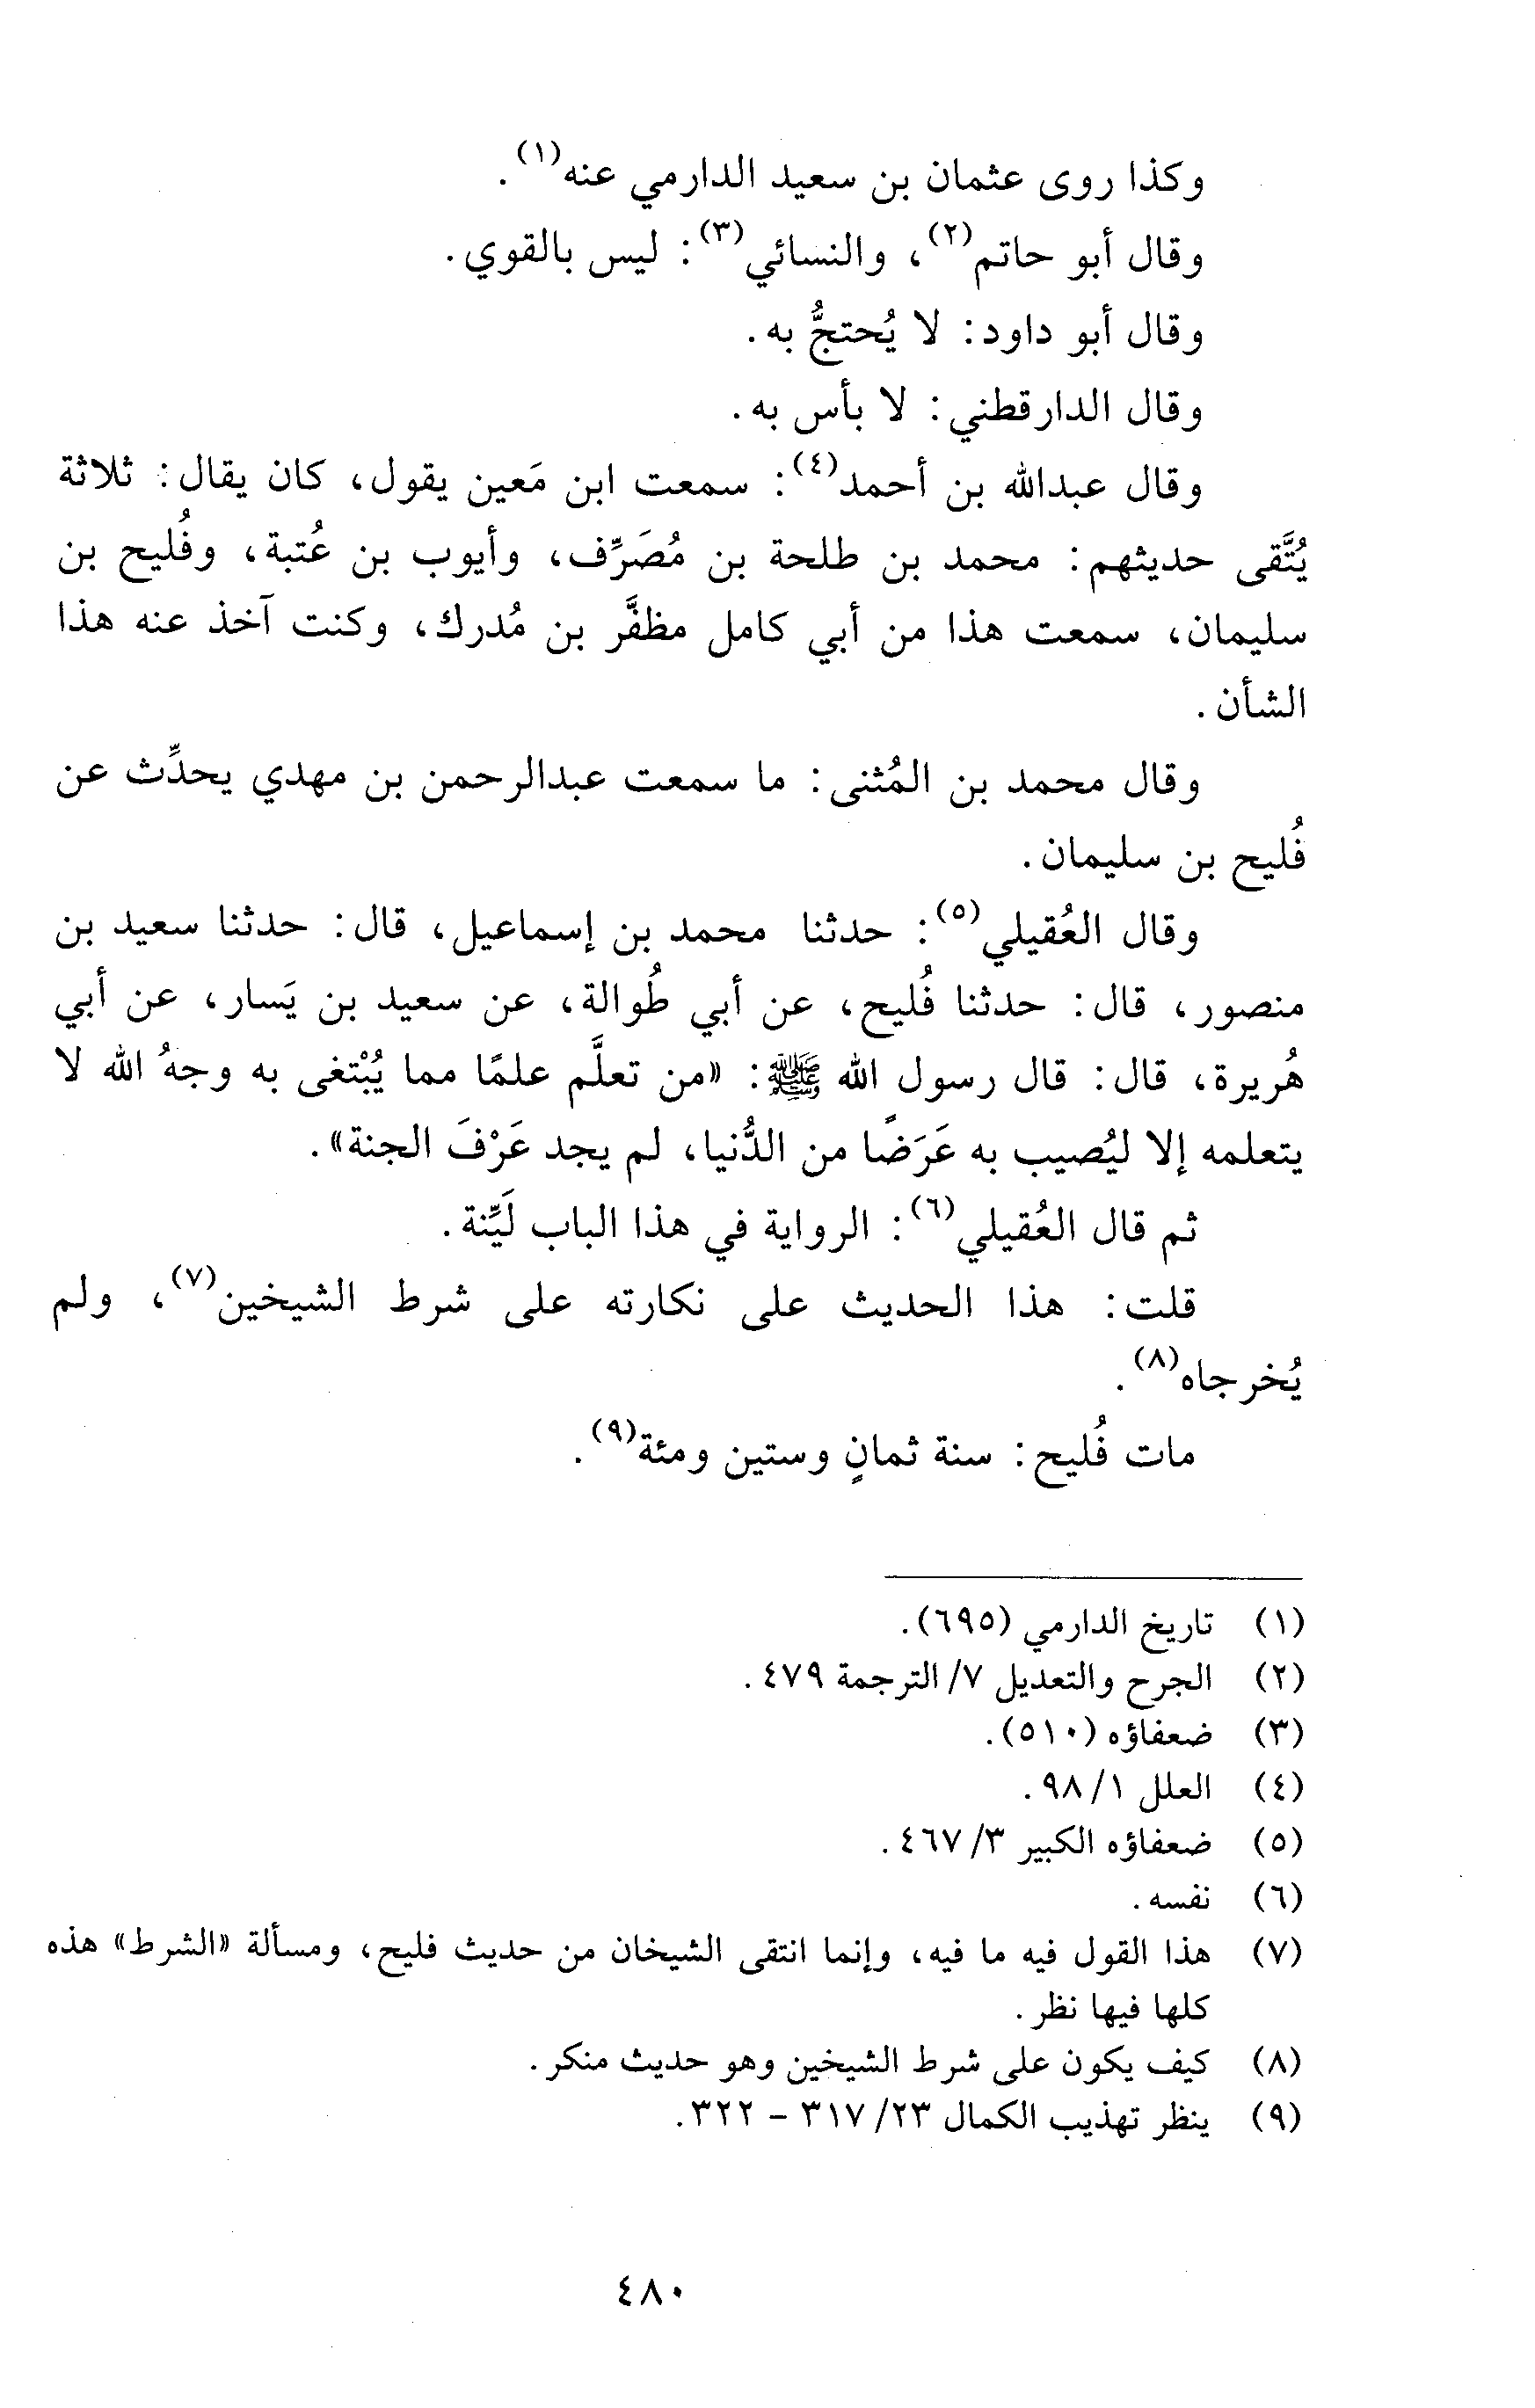 وكذا روى عثمان بن سعيد الدارمي عنه(١).
وقال أبو حاتم(٢)، والنسائي(٣): ليس بالقوي.
وقال أبو داود: لا يُحتجُّ به.
وقال الدارقطني: لا بأس به.
وقال عبدالله بن أحمد(٤): سمعت ابن مَعين يقول، كان يقال: ثلاثة
يُتَّقى حديثهم: محمد بن طلحة بن مُصَرِّف، وأيوب بن عُتبة، وفُليح بن
سليمان، سمعت هذا من أبي كامل مظفَّر بن مُدرك، وكنت آخذ عنه هذا
الشأن.
وقال محمد بن المُثنى: ما سمعت عبدالرحمن بن مهدي يحدِّث عن
فُليح بن سليمان.
وقال العُقيلي(٥): حدثنا محمد بن إسماعيل، قال: حدثنا سعيد بن
منصور، قال: حدثنا فُليح، عن أبي طُوالة، عن سعيد بن يَسار، عن أبي
هُريرة، قال: قال رسول الله ﷺ: «من تعلَّم علمًا مما يُبْتغى به وجهُ الله لا
يتعلمه إلا ليُصيب به عَرَضًا من الدُّنيا، لم يجد عَرْفَ الجنة».
ثم قال العُقيلي(٦): الرواية في هذا الباب لَيِّنة.
قلت: هذا الحديث على نكارته على شرط الشيخين(٧)، ولم
يُخرجاه(٨).
مات فُليح: سنة ثمانٍ وستين ومئة(٩).
(١) تاريخ الدارمي (٦٩٥).
(٢) الجرح والتعديل ٧/ الترجمة ٤٧٩.
(٣) ضعفاؤه (٥١٠).
(٤) العلل ١/ ٩٨.
(٥) ضعفاؤه الكبير ٣/ ٤٦٧.
(٦) نفسه.
(٧) هذا القول فيه ما فيه، وإنما انتقى الشيخان من حديث فليح، ومسألة «الشرط» هذه
كلها فيها نظر.
(٨) كيف يكون على شرط الشيخين وهو حديث منكر.
(٩) ينظر تهذيب الكمال ٢٣/ ٣١٧ - ٣٢٢.
٤٨٠